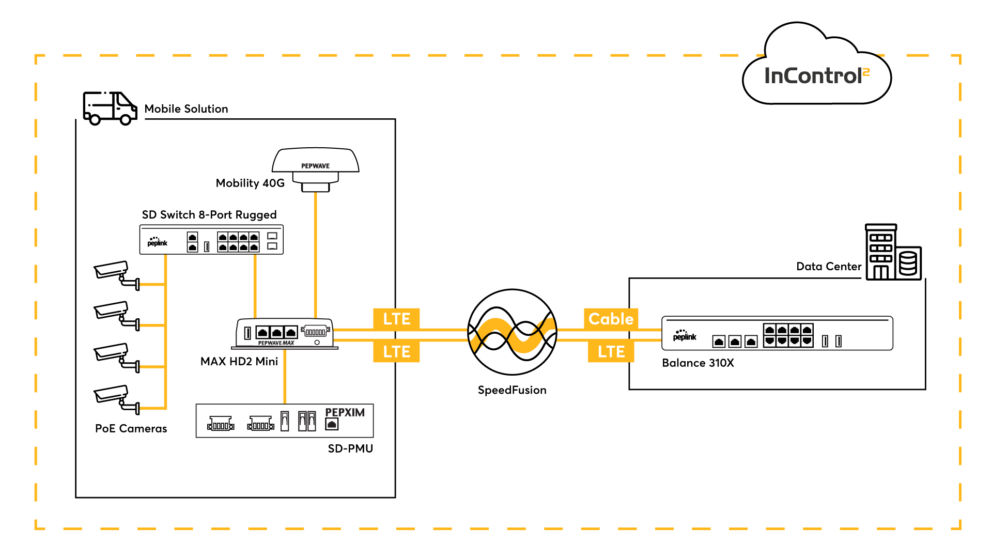 InControl²
Mobile Solution
PEPWAVE
Mobility 40G
SD Switch 8-Port Rugged
peplink
Data Center
LTE
Cable
PEPWAVE MAX
LTE
LTE
peplink
MAX HD2 Mini
Balance 310X
SpeedFusion
PEPXIM
PoE Cameras
SD-PMU